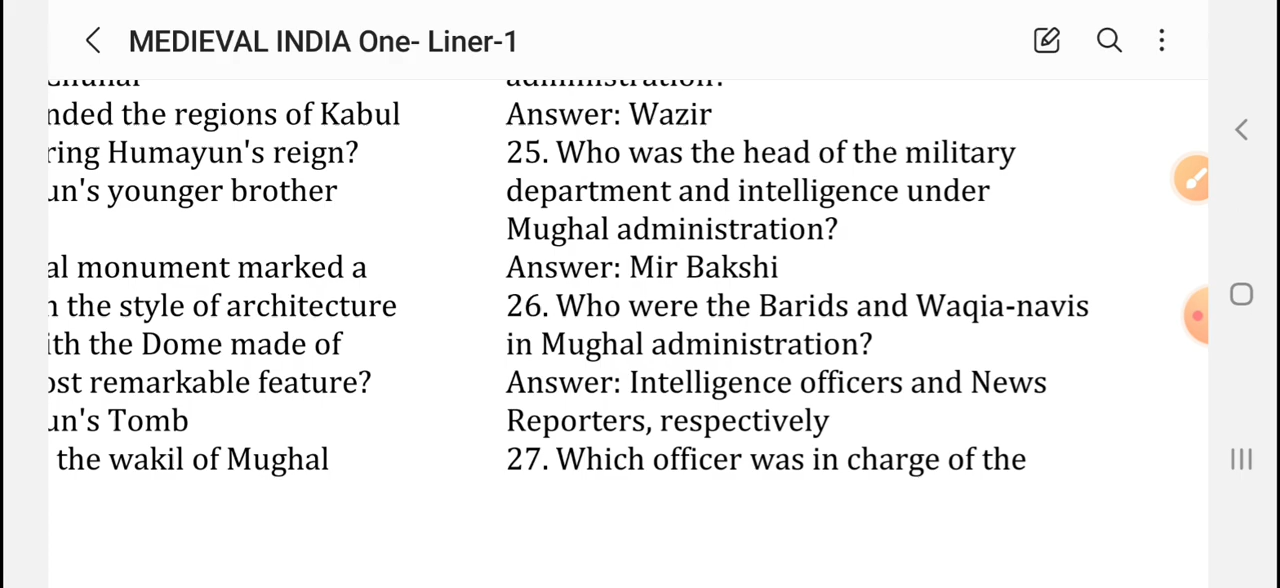 MEDIEVAL INDIA One- Liner-1
nded the regions of Kabul
ring Humayun's reign?
un's younger brother
al monument marked a
the style of architecture
ith the Dome made of
ost remarkable feature?
un's Tomb
the wakil of Mughal
administration?
Answer: Wazir
25. Who was the head of the military
department and intelligence under
Mughal administration?
Answer: Mir Bakshi
26. Who were the Barids and Waqia-navis
in Mughal administration?
Answer: Intelligence officers and News
Reporters, respectively
27. Which officer was in charge of the